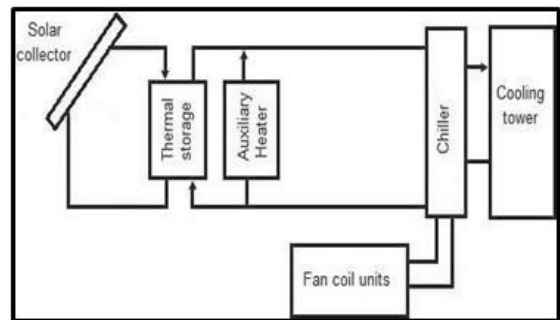 Solar
collector
Thermal
storage
Auxiliary
Heater
Chiller
Cooling
tower
Fan coil units